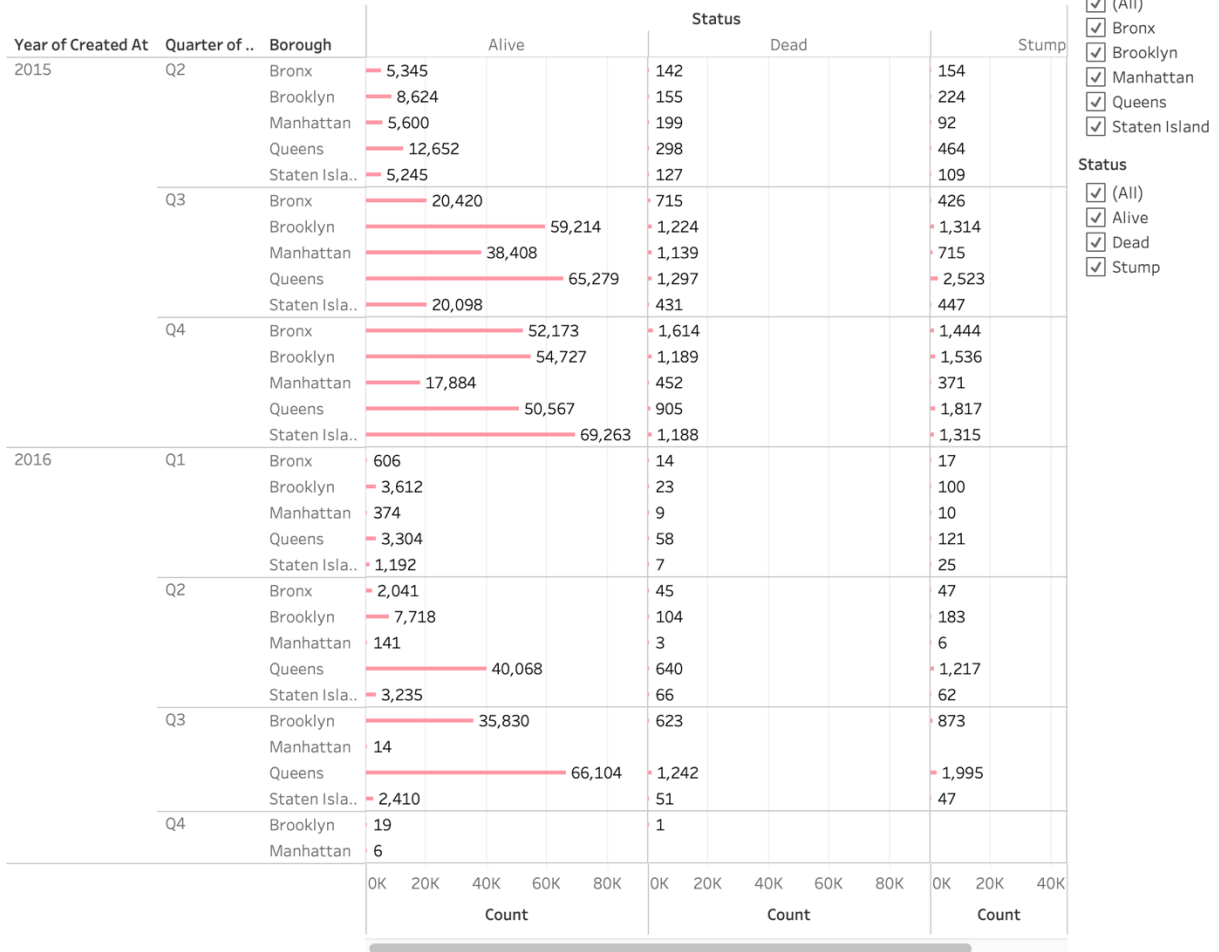 Status
Year of Created At Quarter of .. Borough Alive Dead Stump
2015 Q2 Bronx 5,345 142 154
Brooklyn 8,624 155 224
Manhattan 5,600 199 92
Queens 12,652 298 464
Staten Isla.. 5,245 127 109
Q3 Bronx 20,420 715 426
Brooklyn 59,214 1,224 1,314
Manhattan 38,408 1,139 715
Queens 65,279 1,297 2,523
Staten Isla.. 20,098 431 447
Q4 Bronx 52,173 1,614 1,444
Brooklyn 54,727 1,189 1,536
Manhattan 17,884 452 371
Queens 50,567 905 1,817
Staten Isla.. 69,263 1,188 1,315
2016 Q1 Bronx 606 14 17
Brooklyn 3,612 23 100
Manhattan 374 9 10
Queens 3,304 58 121
Staten Isla.. 1,192 7 25
Q2 Bronx 2,041 45 47
Brooklyn 7,718 104 183
Manhattan 141 3 6
Queens 40,068 640 1,217
Staten Isla.. 3,235 66 62
Q3 Brooklyn 35,830 623 873
Manhattan 14
Queens 66,104 1,242 1,995
Staten Isla.. 2,410 51 47
Q4 Brooklyn 19 1
Manhattan 6
0K 20K 40K 60K 80K 0K 20K 40K 60K 80K 0K 20K 40K
Count Count Count
(All)
Bronx
Brooklyn
Manhattan
Queens
Staten Island
Status
(All)
Alive
Dead
Stump